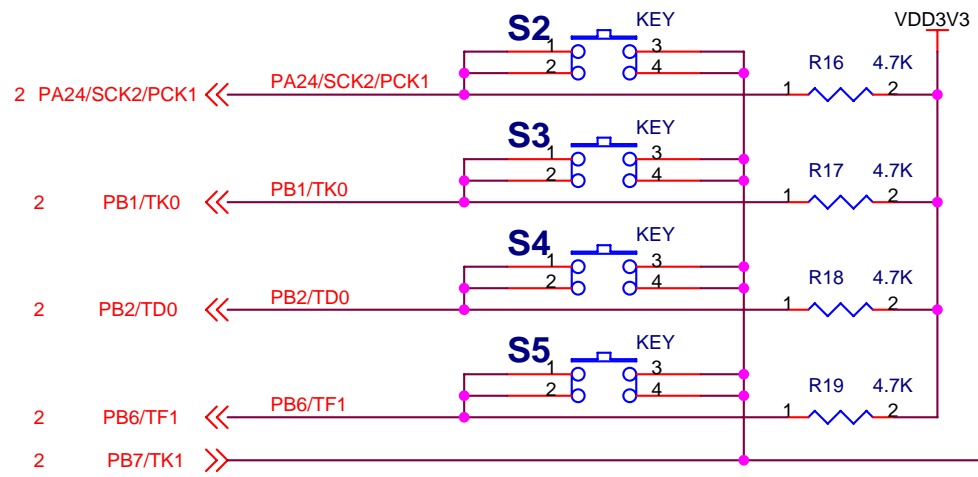 VDD3V3
S2 KEY
1 3
2 4
R16 4.7K
2 PA24/SCK2/PCK1 PA24/SCK2/PCK1 1 2
S3 KEY
1 3
2 4
R17 4.7K
2 PB1/TK0 PB1/TK0 1 2
S4 KEY
1 3
2 4
R18 4.7K
2 PB2/TD0 PB2/TD0 1 2
S5 KEY
1 3
2 4
R19 4.7K
2 PB6/TF1 PB6/TF1 1 2
2 PB7/TK1